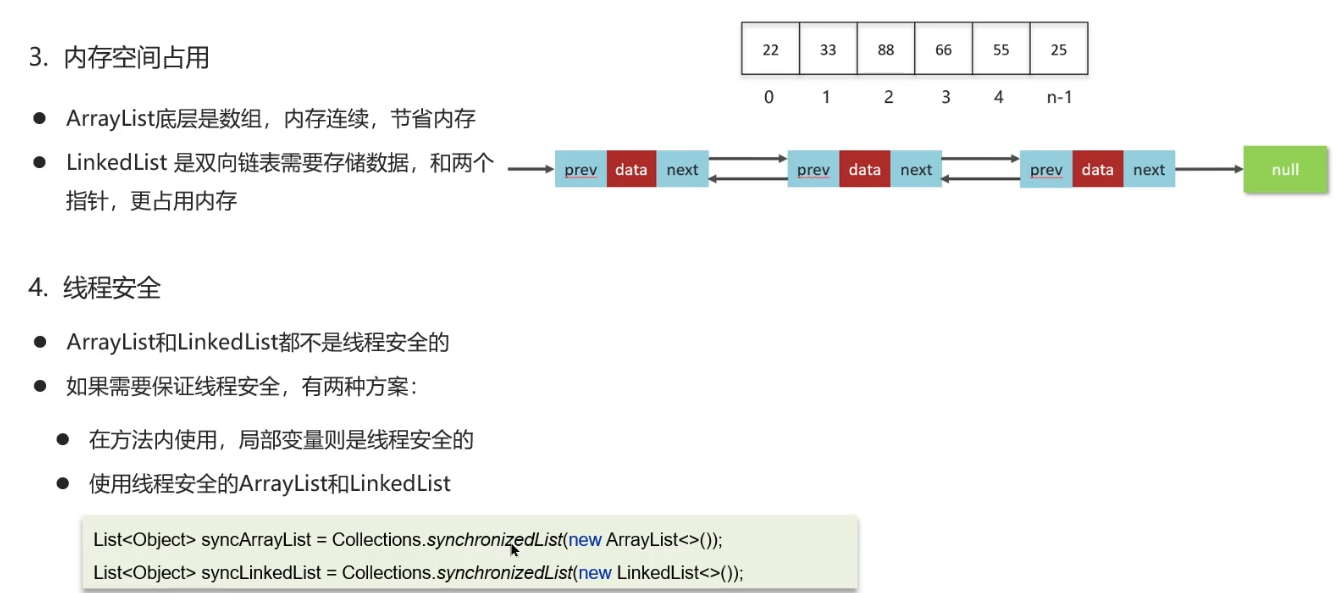 3. 内存空间占用
22 33 88 66 55 25
0 1 2 3 4 n-1
● ArrayList底层是数组，内存连续，节省内存
● LinkedList 是双向链表需要存储数据，和两个
指针，更占用内存
prev data next prev data next prev data next null
4. 线程安全
● ArrayList和LinkedList都不是线程安全的
● 如果需要保证线程安全，有两种方案：
● 在方法内使用，局部变量则是线程安全的
● 使用线程安全的ArrayList和LinkedList
List<Object> syncArrayList = Collections.synchronizedList(new ArrayList<>());
List<Object> syncLinkedList = Collections.synchronizedList(new LinkedList<>());